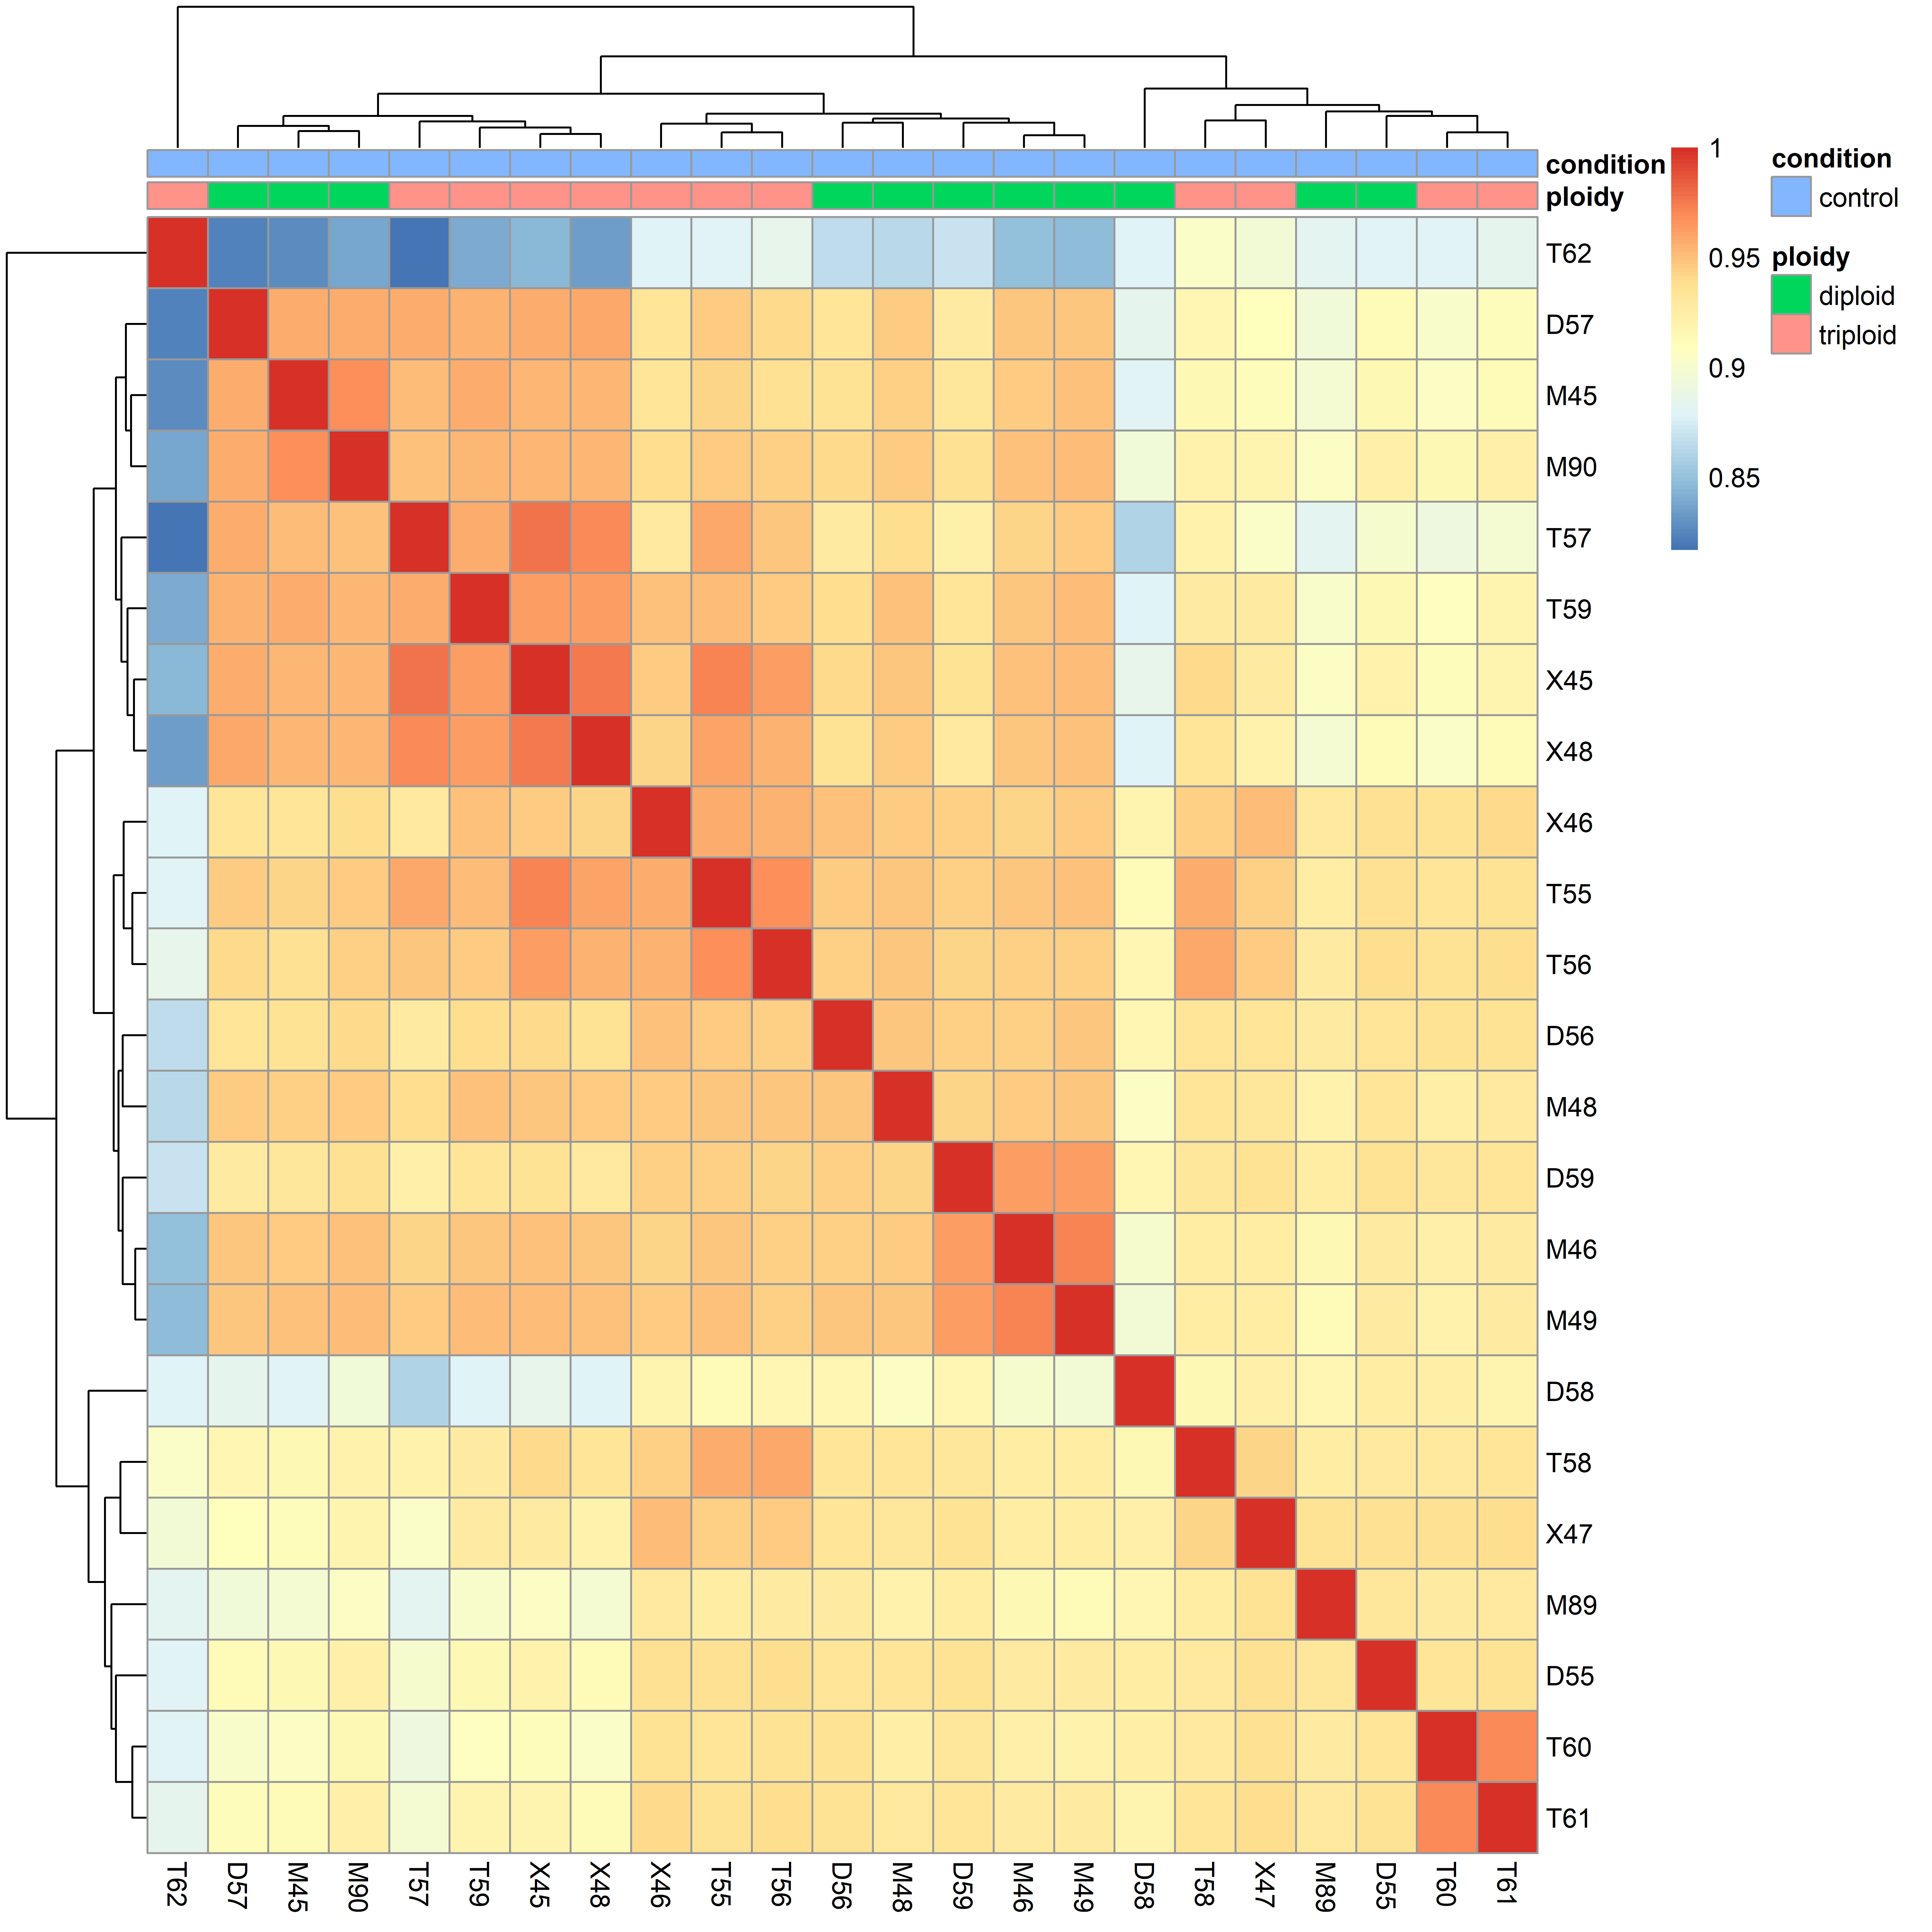 condition
ploidy
T62
D57
M45
M90
T57
T59
X45
X48
X46
T55
T56
D56
M48
D59
M46
M49
D58
T58
X47
M89
D55
T60
T61
T62 D57 M45 M90 T57 T59 X45 X48 X46 T55 T56 D56 M48 D59 M46 M49 D58 T58 X47 M89 D55 T60 T61
1
0.95
0.9
0.85
condition
control
ploidy
diploid
triploid